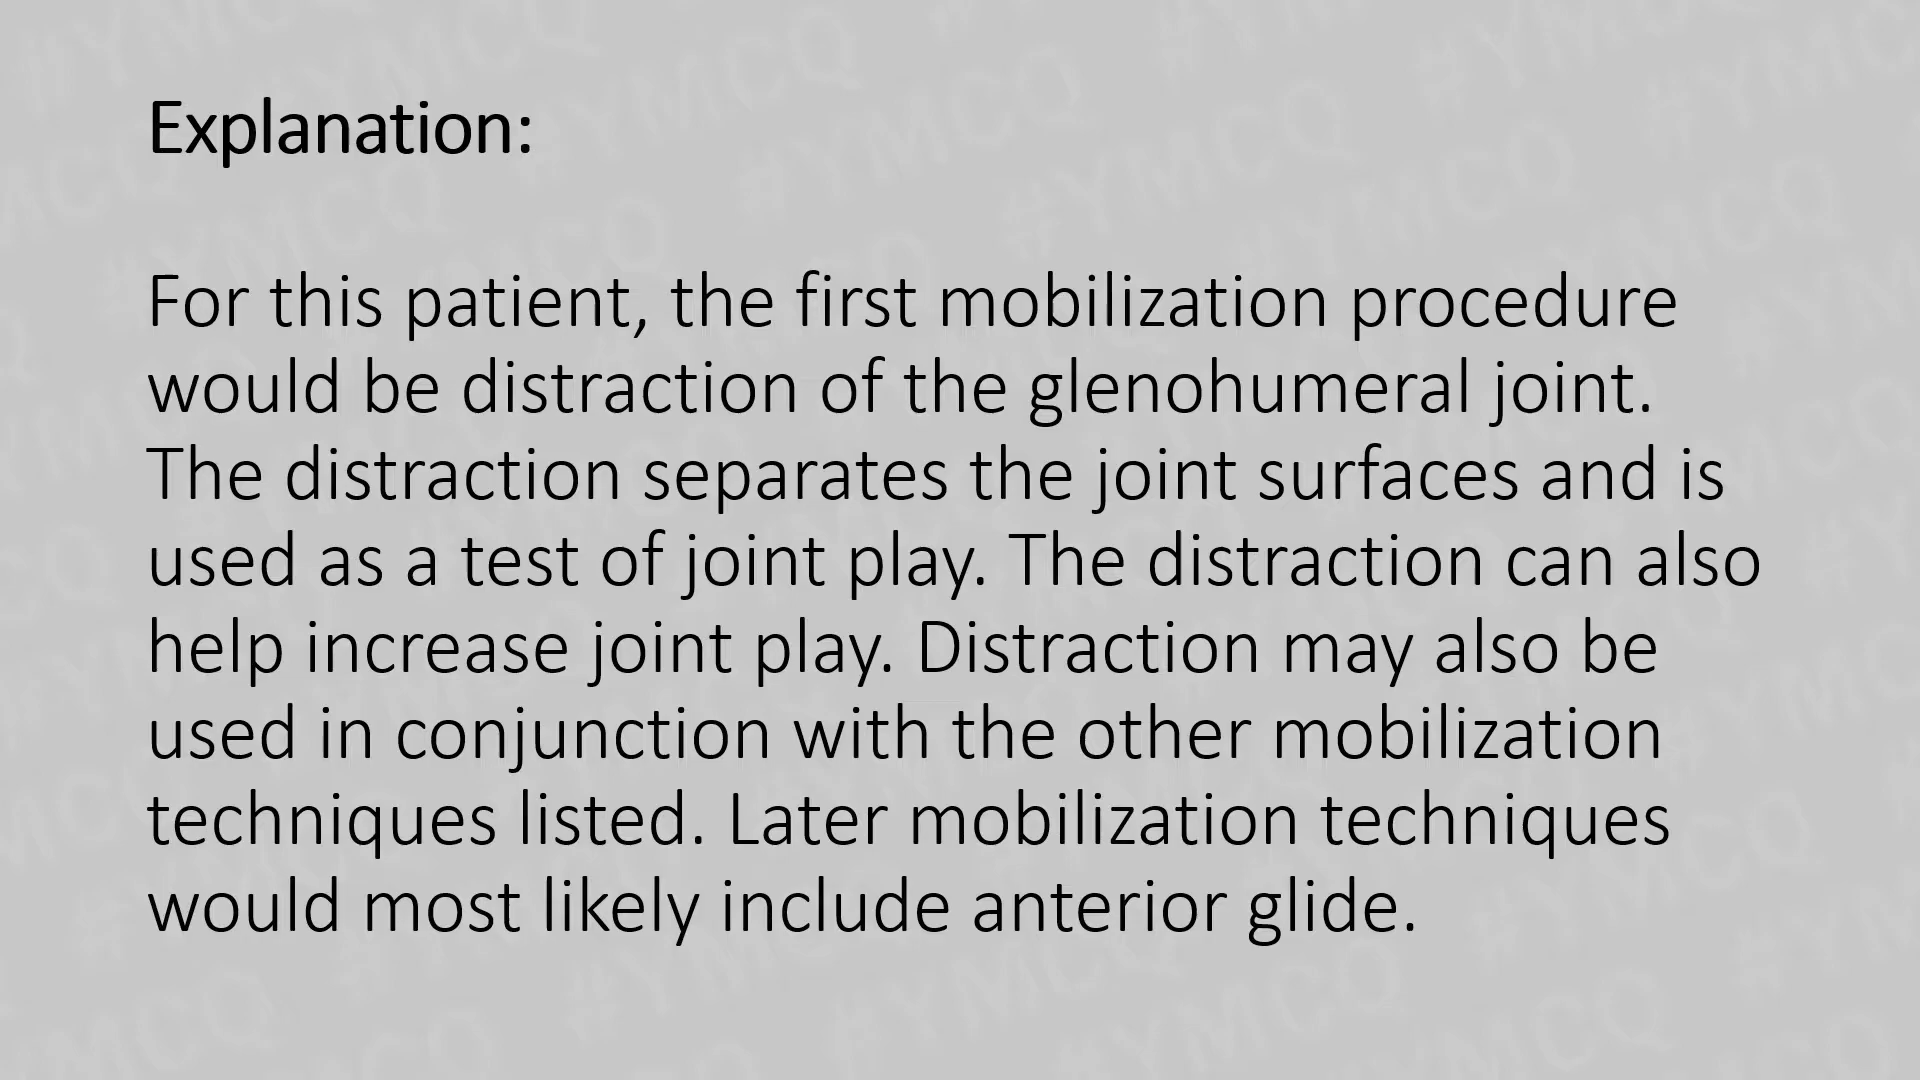 Explanation:
For this patient, the first mobilization procedure
would be distraction of the glenohumeral joint.
The distraction separates the joint surfaces and is
used as a test of joint play. The distraction can also
help increase joint play. Distraction may also be
used in conjunction with the other mobilization
techniques listed. Later mobilization techniques
would most likely include anterior glide.